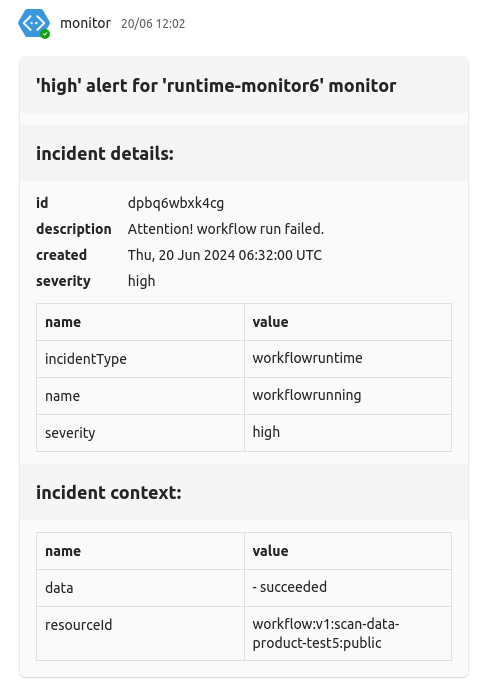 monitor 20/06 12:02
'high' alert for 'runtime-monitor6' monitor
incident details:
id dpbq6wbxk4cg
description Attention! workflow run failed.
created Thu, 20 Jun 2024 06:32:00 UTC
severity high
name value
incidentType workflowruntime
name workflowrunning
severity high
incident context:
name value
data - succeeded
resourceId workflow:v1:scan-data-
product-test5:public